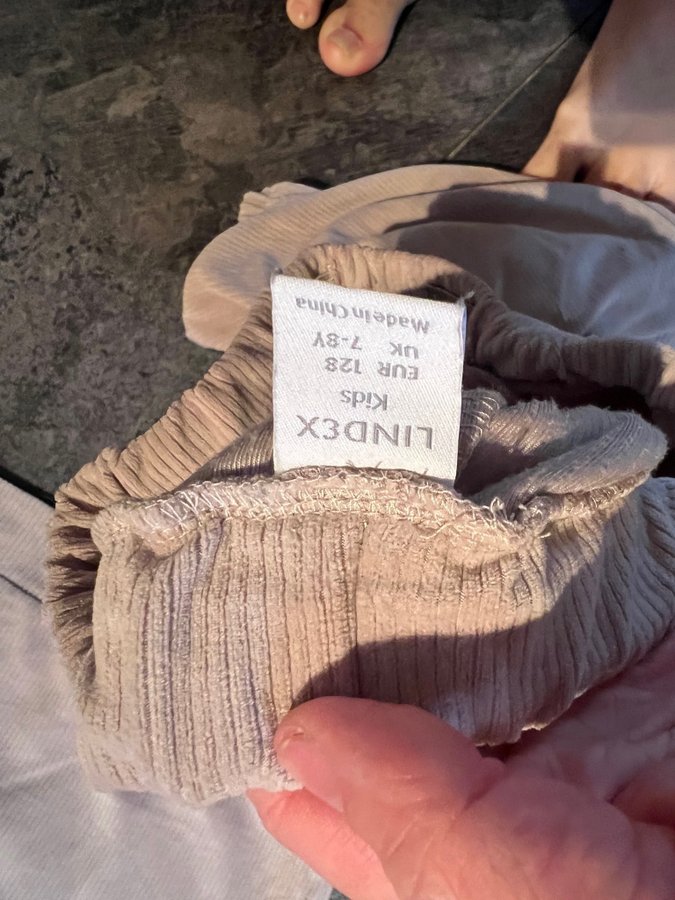 LINDEX
Kids
EUR 128
UK 7-8Y
Made in China